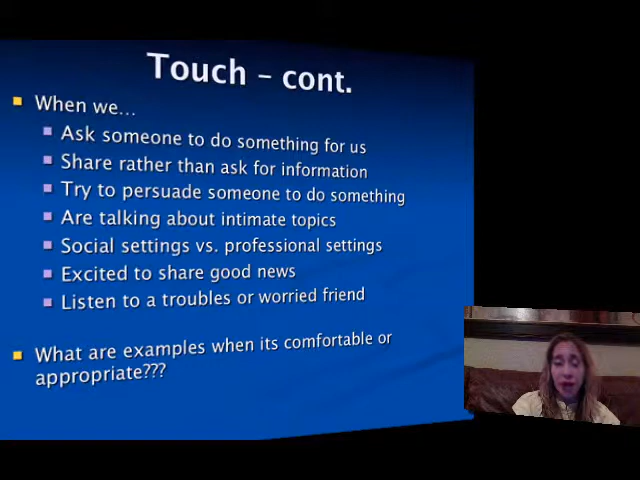 Touch – cont.
When we...
Ask someone to do something for us
Share rather than ask for information
Try to persuade someone to do something
Are talking about intimate topics
Social settings vs. professional settings
Excited to share good news
Listen to a troubles or worried friend
What are examples when its comfortable or
appropriate???